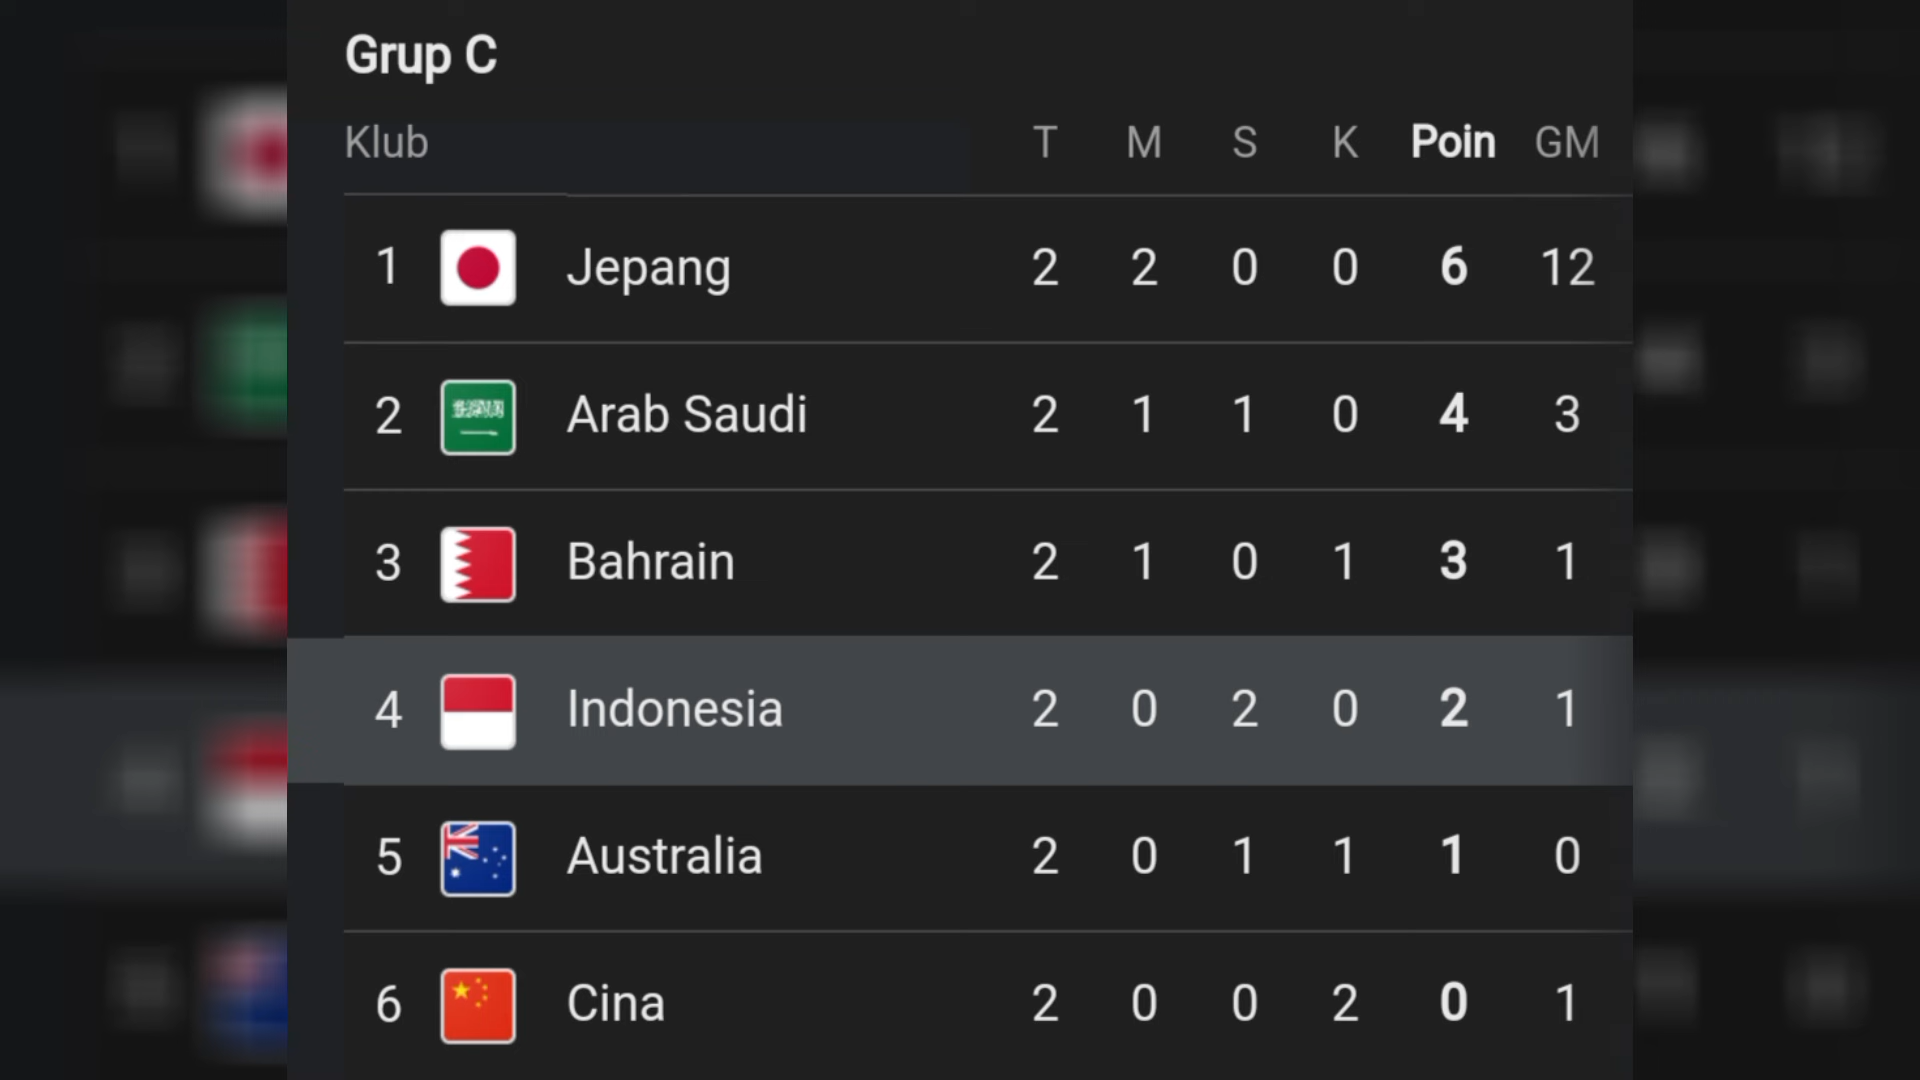 Grup C
Klub T M S K Poin GM
1 Jepang 2 2 0 0 6 12
2 Arab Saudi 2 1 1 0 4 3
3 Bahrain 2 1 0 1 3 1
4 Indonesia 2 0 2 0 2 1
5 Australia 2 0 1 1 1 0
6 Cina 2 0 0 2 0 1